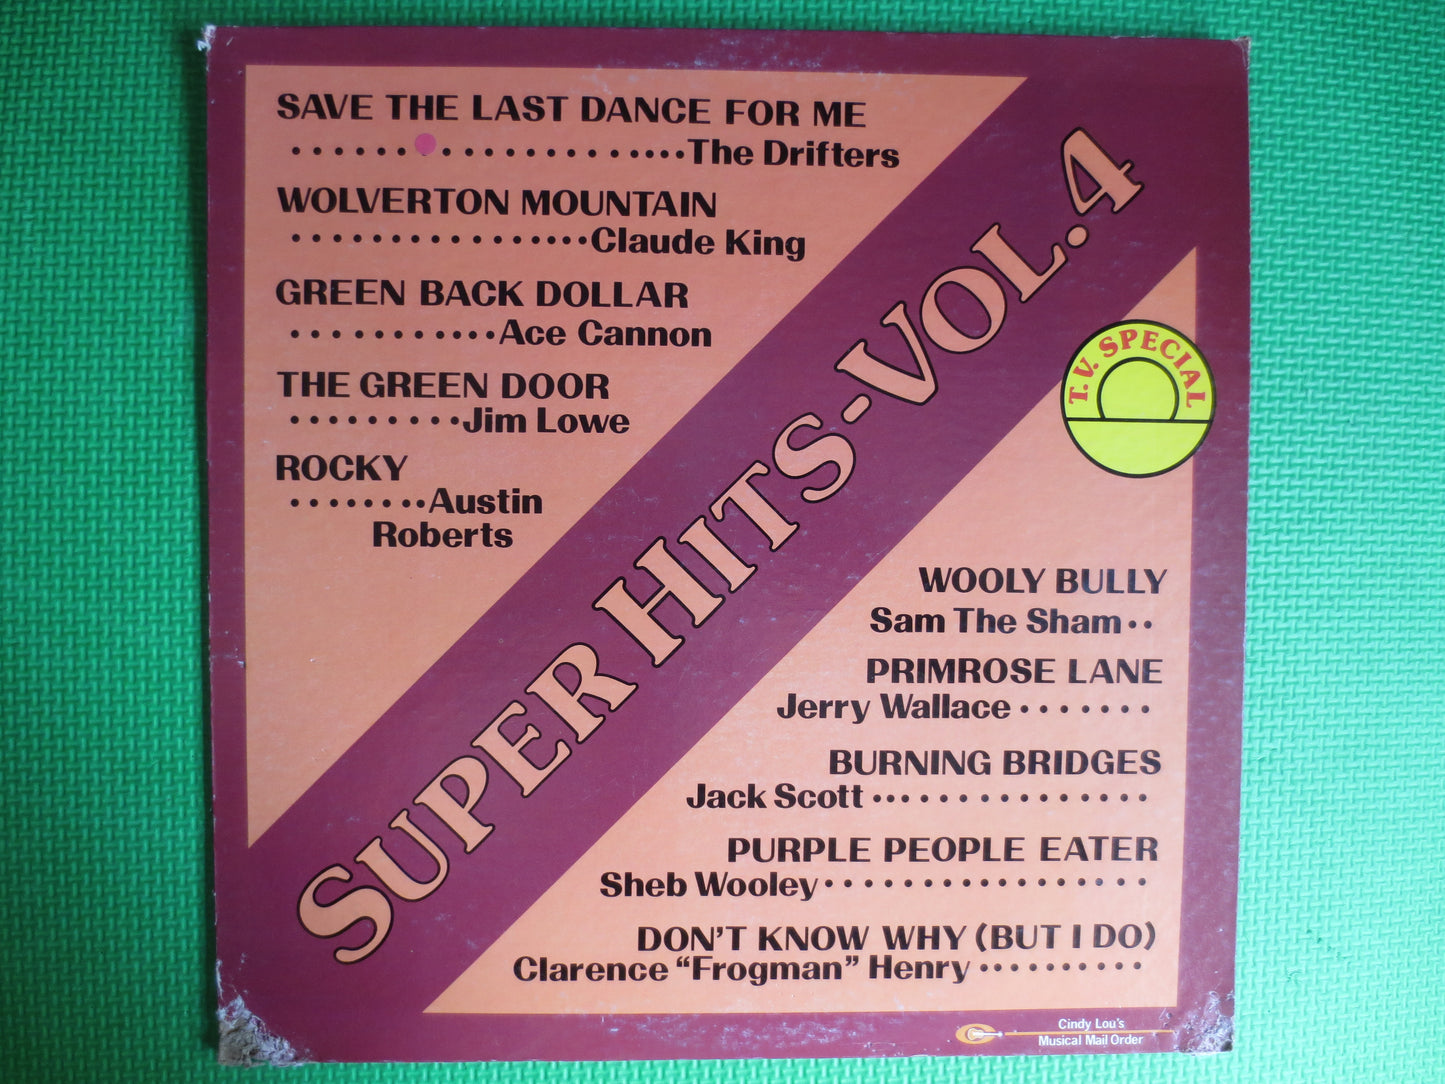 SAVE THE LAST DANCE FOR ME
......................The Drifters
WOLVERTON MOUNTAIN
.................Claude King
GREEN BACK DOLLAR
............Ace Cannon
THE GREEN DOOR
..........Jim Lowe
ROCKY
........Austin
Roberts
SUPER HITS-VOL.4
T.V. SPECIAL
WOOLY BULLY
Sam The Sham..
PRIMROSE LANE
Jerry Wallace.......
BURNING BRIDGES
Jack Scott................
PURPLE PEOPLE EATER
Sheb Wooley.................
DON'T KNOW WHY (BUT I DO)
Clarence "Frogman" Henry..........
Cindy Lou's
Musical Mail Order